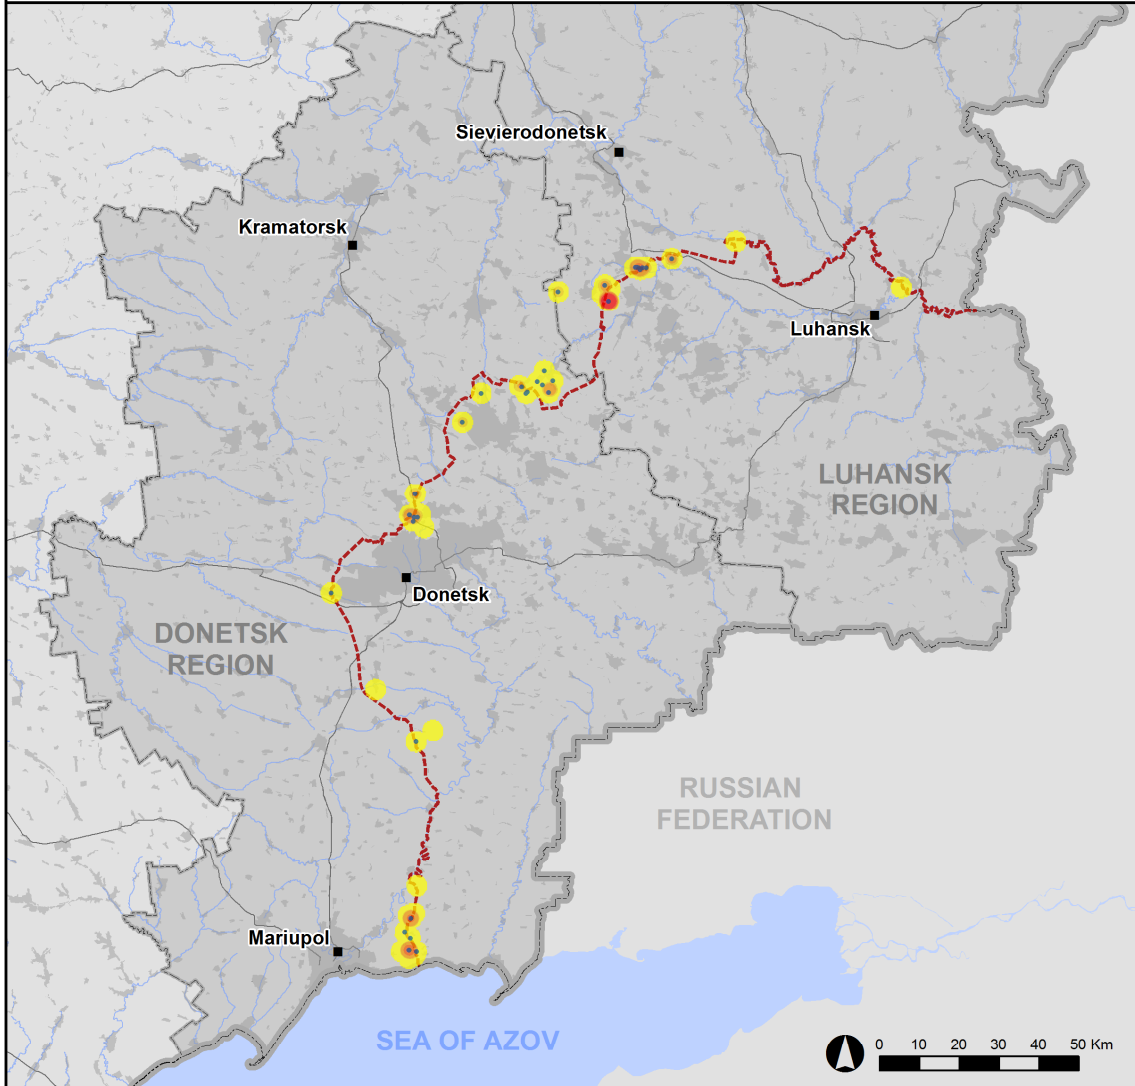 Sievierodonetsk
Kramatorsk
Luhansk
LUHANSK
REGION
Donetsk
DONETSK
REGION
RUSSIAN
FEDERATION
Mariupol
SEA OF AZOV
0 10 20 30 40 50 Km